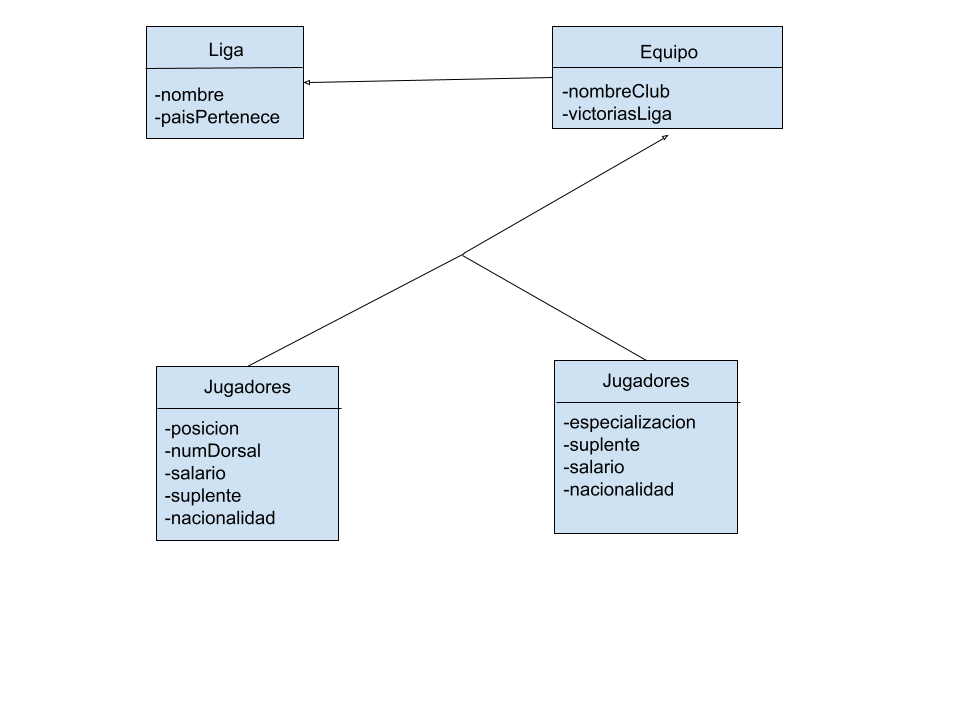 Liga
-nombre
-paisPertenece
Equipo
-nombreClub
-victoriasLiga
Jugadores
-posicion
-numDorsal
-salario
-suplente
-nacionalidad
Jugadores
-especializacion
-suplente
-salario
-nacionalidad